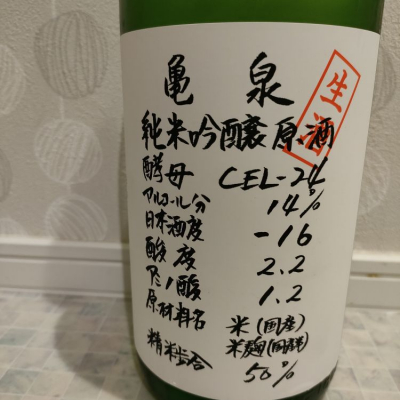 亀泉
生酒
純米吟醸原酒
酵母 CEL-24
アルコール分 14%
日本酒度 -16
酸度 2.2
アミノ酸 1.2
原材料名 米(国産)
米麹(国産米)
精米歩合 50%